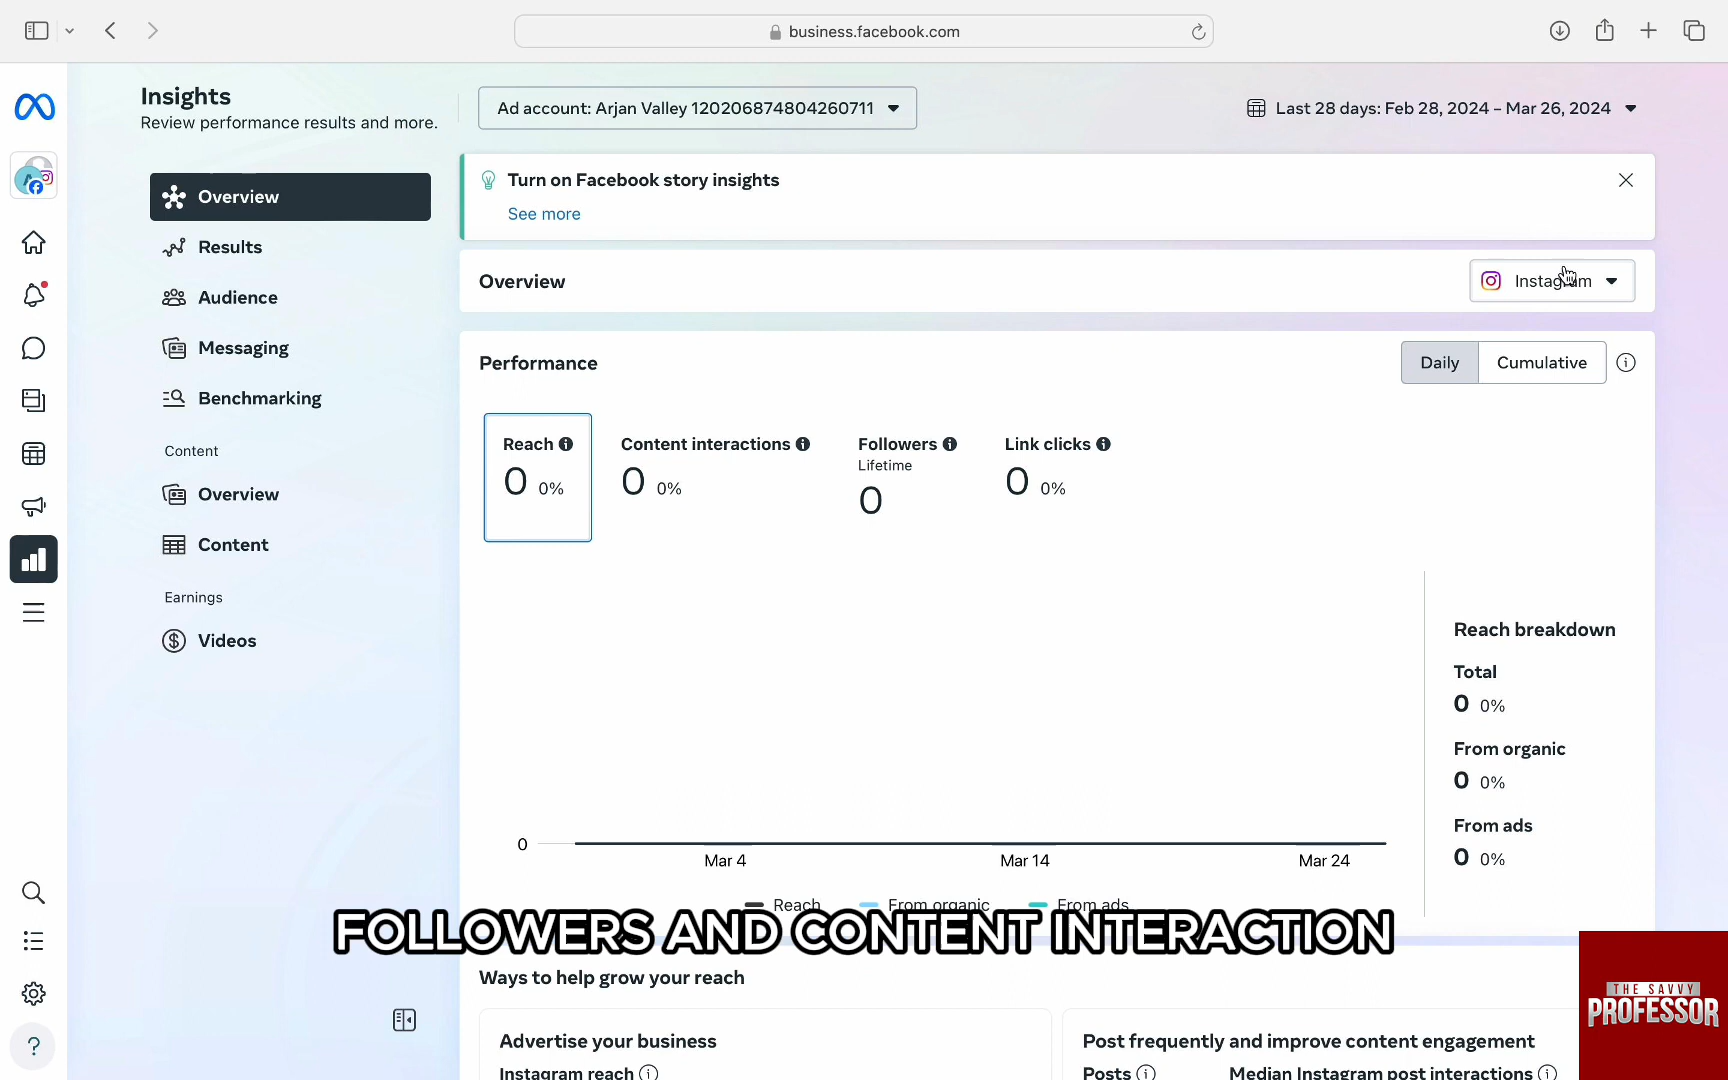 business.facebook.com
Insights
Review performance results and more.
Ad account: Arjan Valley 120206874804260711
Last 28 days: Feb 28, 2024 – Mar 26, 2024
Overview
Results
Audience
Messaging
Benchmarking
Content
Overview
Content
Earnings
Videos
Turn on Facebook story insights
See more
Overview
Instagram
Performance
Daily
Cumulative
Reach
0 0%
Content interactions
0 0%
Followers
Lifetime
0
Link clicks
0 0%
Reach breakdown
Total
0 0%
From organic
0 0%
From ads
0 0%
0
Mar 4
Mar 14
Mar 24
Reach
From organic
From ads
FOLLOWERS AND CONTENT INTERACTION
Ways to help grow your reach
Advertise your business
Instagram reach
Post frequently and improve content engagement
Posts
Median Instagram post interactions
THE SAVVY
PROFESSOR